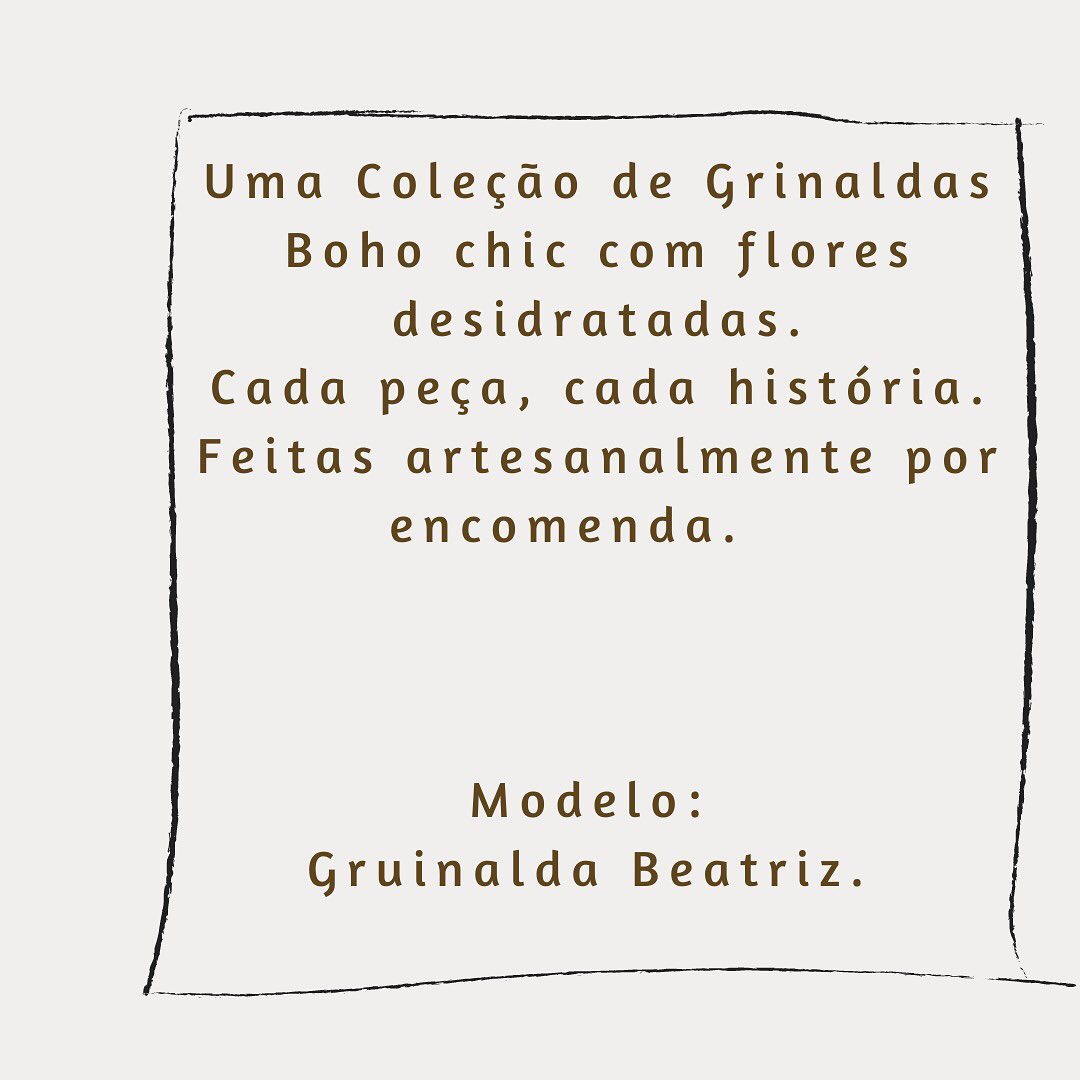 Uma Coleção de Grinaldas
Boho chic com flores
desidratadas.
Cada peça, cada história.
Feitas artesanalmente por
encomenda.
Modelo:
Gruinalda Beatriz.